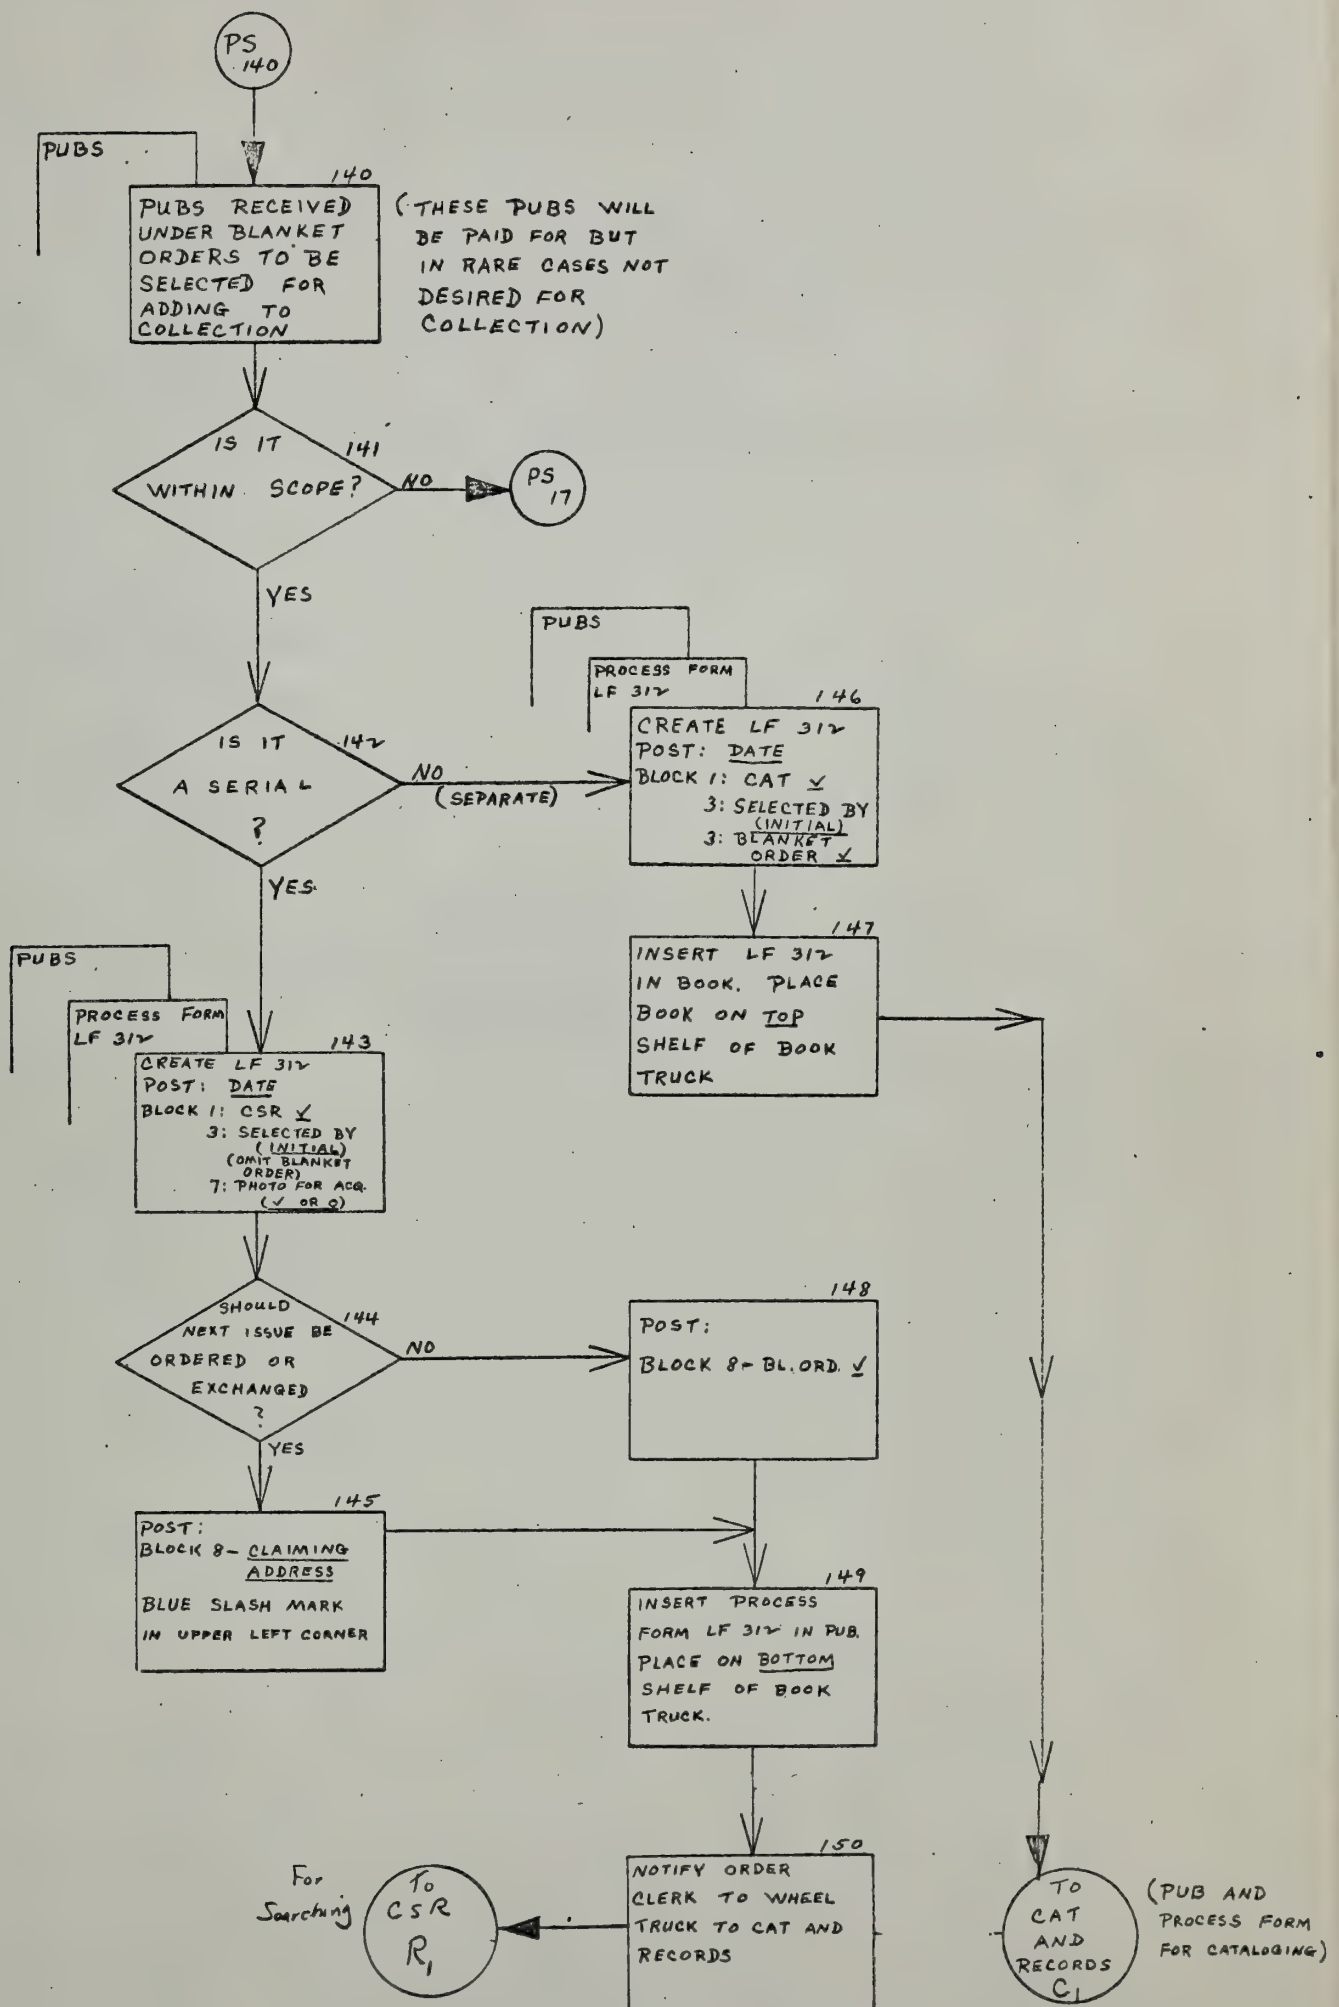 PS
140
PUBS
140
PUBS RECEIVED
UNDER BLANKET
ORDERS TO BE
SELECTED FOR
ADDING TO
COLLECTION
(THESE PUBS WILL
BE PAID FOR BUT
IN RARE CASES NOT
DESIRED FOR
COLLECTION)
IS IT
141
WITHIN SCOPE?
NO
PS
17
YES
IS IT
142
A SERIAL
?
NO
(SEPARATE)
PUBS
PROCESS FORM
LF 312
146
CREATE LF 312
POST: DATE
BLOCK 1: CAT ✓
3: SELECTED BY
(INITIAL)
3: BLANKET
ORDER ✓
147
INSERT LF 312
IN BOOK. PLACE
BOOK ON TOP
SHELF OF BOOK
TRUCK
YES
PUBS
PROCESS FORM
LF 312
143
CREATE LF 312
POST: DATE
BLOCK 1: CSR ✓
3: SELECTED BY
(INITIAL)
(OMIT BLANKET
ORDER)
7: PHOTO FOR ACQ.
(✓ OR O)
SHOULD
144
NEXT ISSUE BE
ORDERED OR
EXCHANGED
?
NO
148
POST:
BLOCK 8- BL. ORD. ✓
YES
145
POST:
BLOCK 8- CLAIMING
ADDRESS
BLUE SLASH MARK
IN UPPER LEFT CORNER
149
INSERT PROCESS
FORM LF 312 IN PUB.
PLACE ON BOTTOM
SHELF OF BOOK
TRUCK.
150
NOTIFY ORDER
CLERK TO WHEEL
TRUCK TO CAT AND
RECORDS
For
Searching
To
CSR
R1
TO
CAT
AND
RECORDS
C1
(PUB AND
PROCESS FORM
FOR CATALOGING)